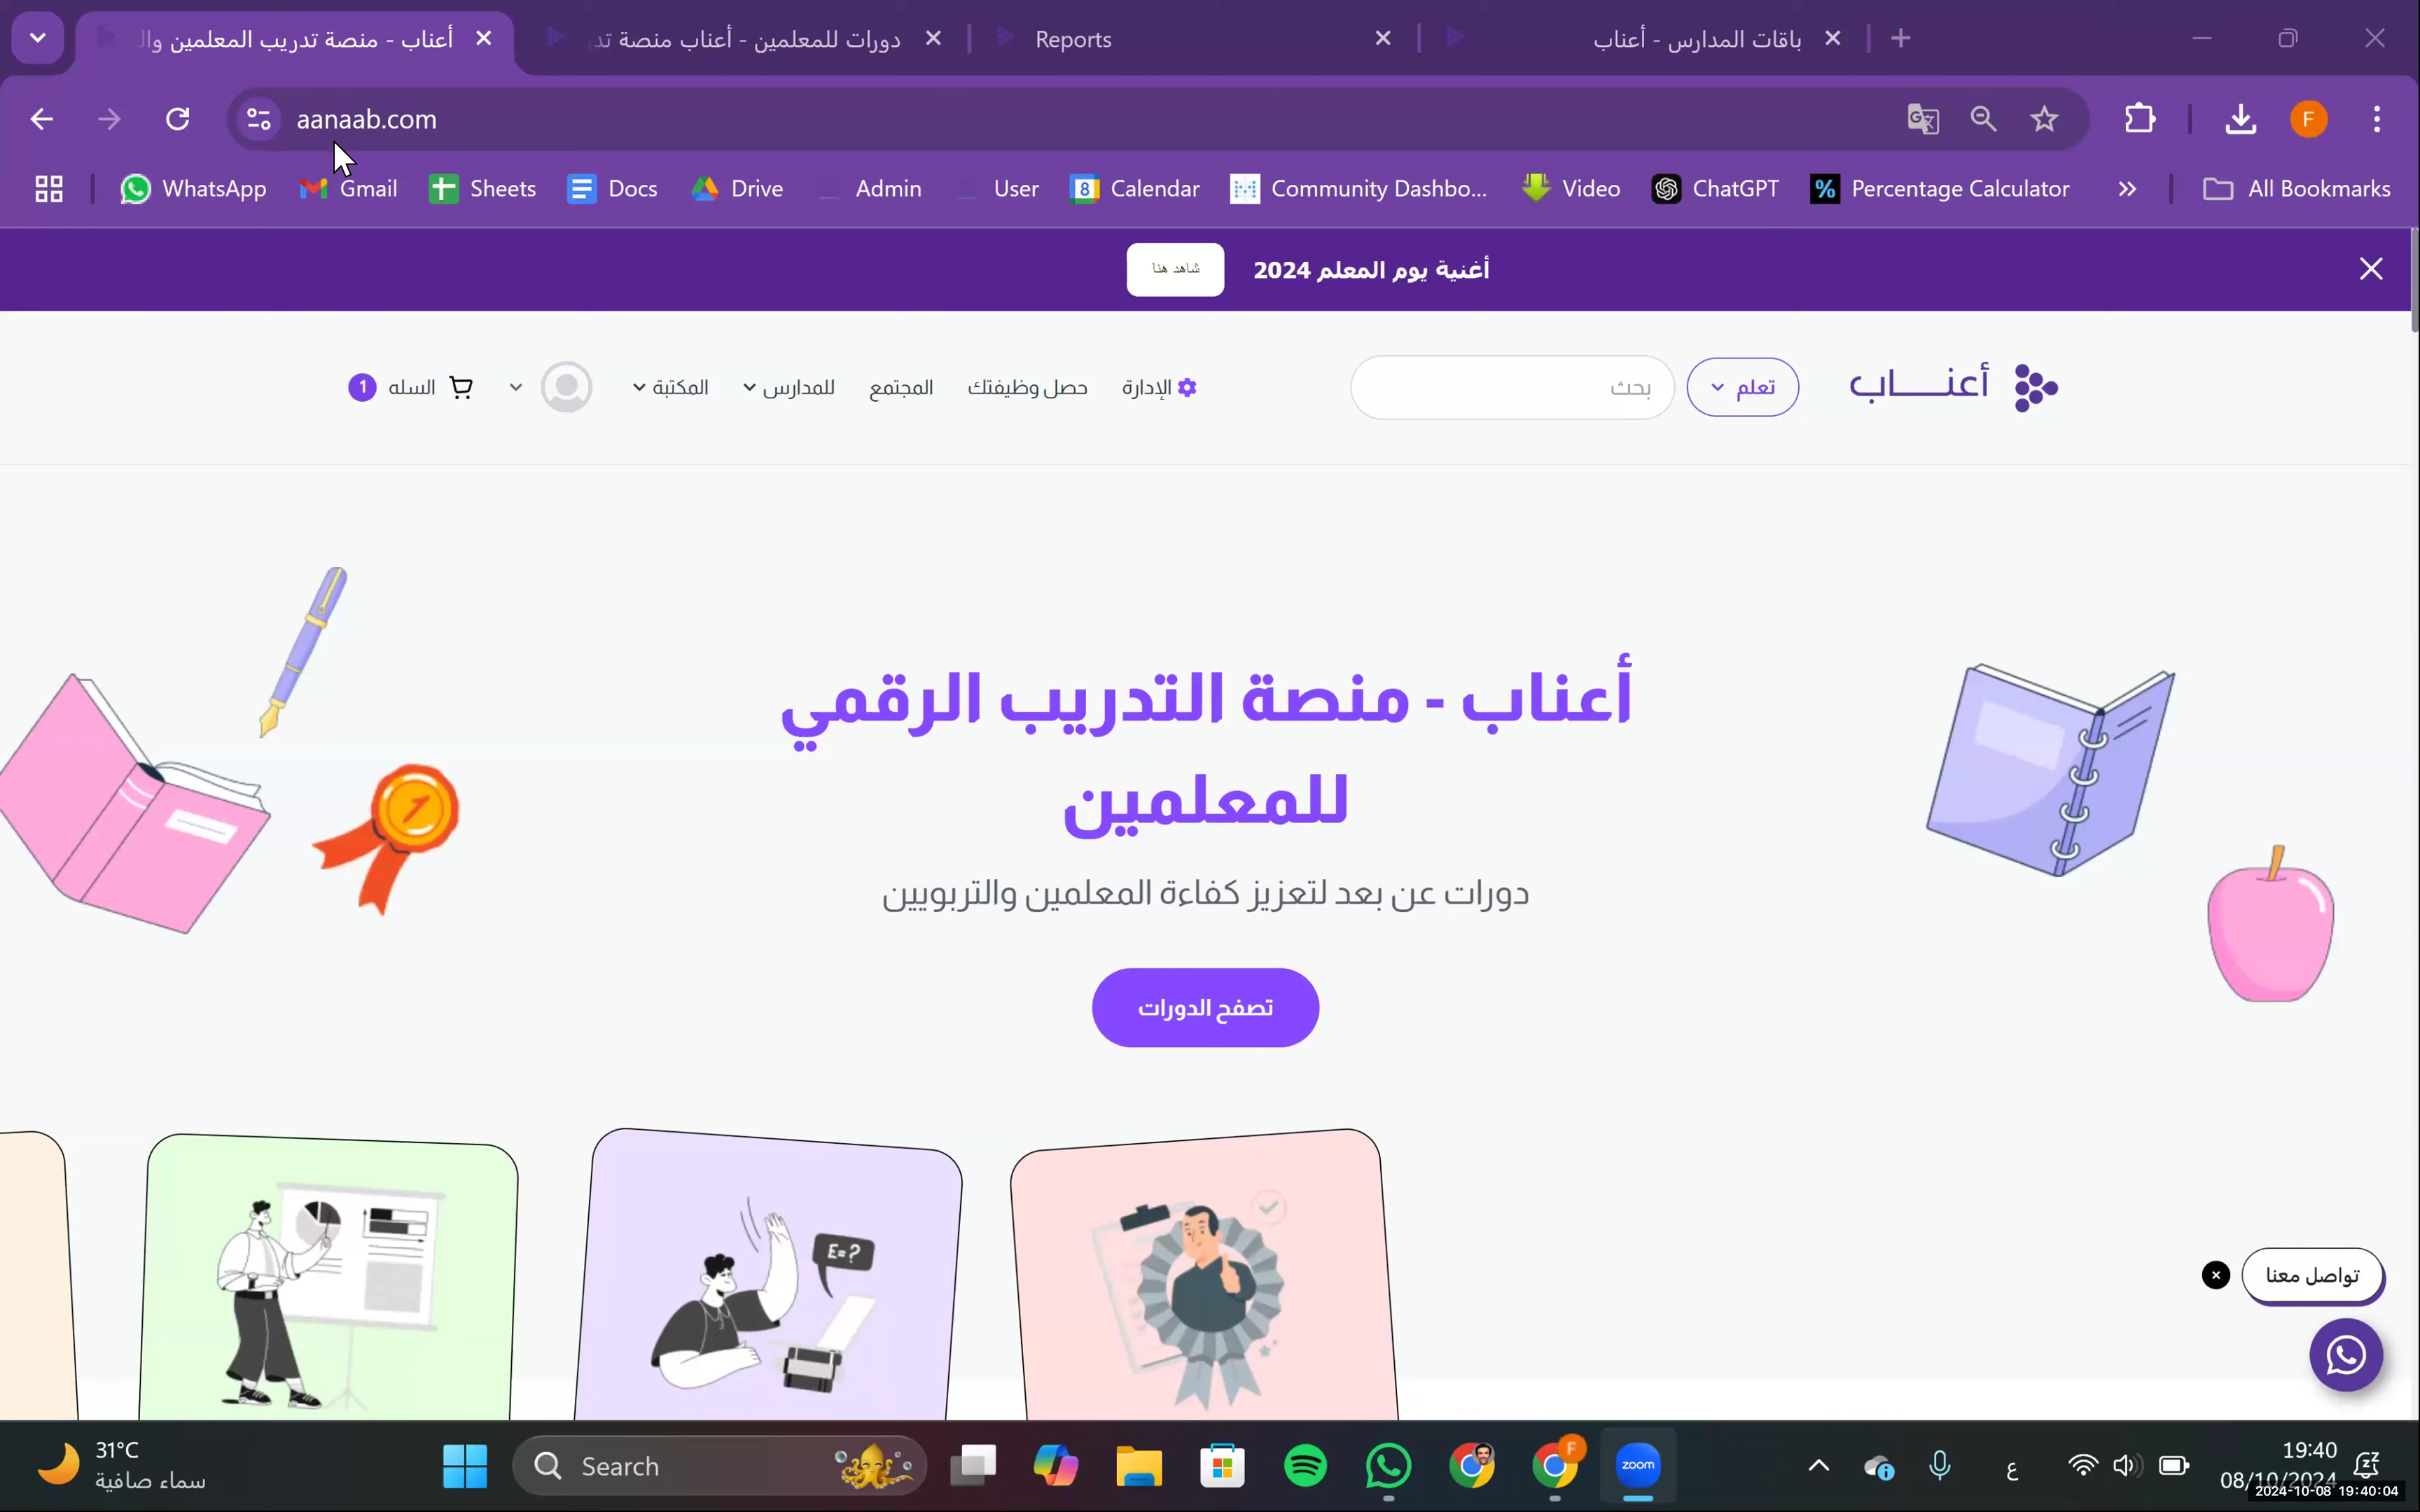 أعناب - منصة تدريب المعلمين وال
دورات للمعلمين - أعناب منصة تد
Reports
باقات المدارس - أعناب
aanaab.com
F
WhatsApp
Gmail
Sheets
Docs
Drive
Admin
User
8 Calendar
Community Dashbo...
Video
ChatGPT
% Percentage Calculator
All Bookmarks
أغنية يوم المعلم 2024
شاهد هنا
أعنـــاب
تعلم
بحث
الإدارة
حصل وظيفتك
المجتمع
للمدارس
المكتبة
السله
1
أعناب - منصة التدريب الرقمي
للمعلمين
دورات عن بعد لتعزيز كفاءة المعلمين والتربويين
تصفح الدورات
E=?
تواصل معنا
31°C
سماء صافية
Search
F
zoom
ع
19:40
08/10/2024
2024-10-08 19:40:04